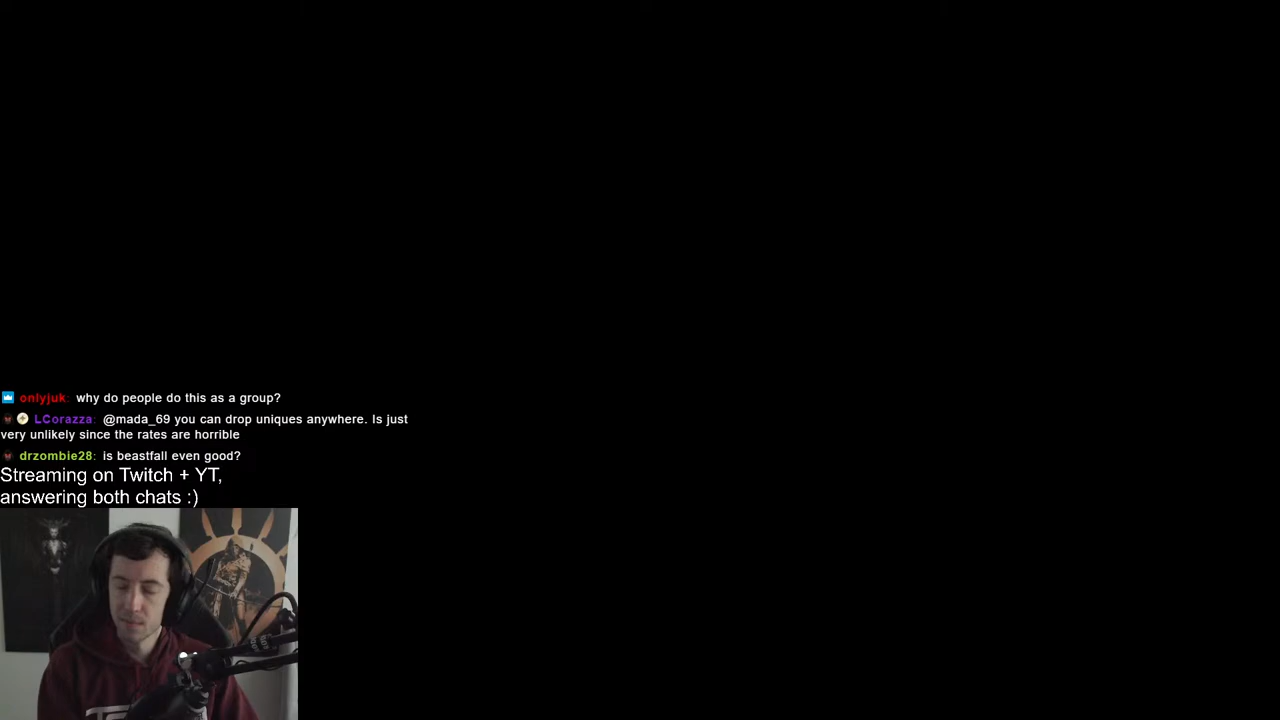 onlyjuk: why do people do this as a group?
LCorazza: @mada_69 you can drop uniques anywhere. Is just
very unlikely since the rates are horrible
drzombie28: is beastfall even good?
Streaming on Twitch + YT,
answering both chats :)